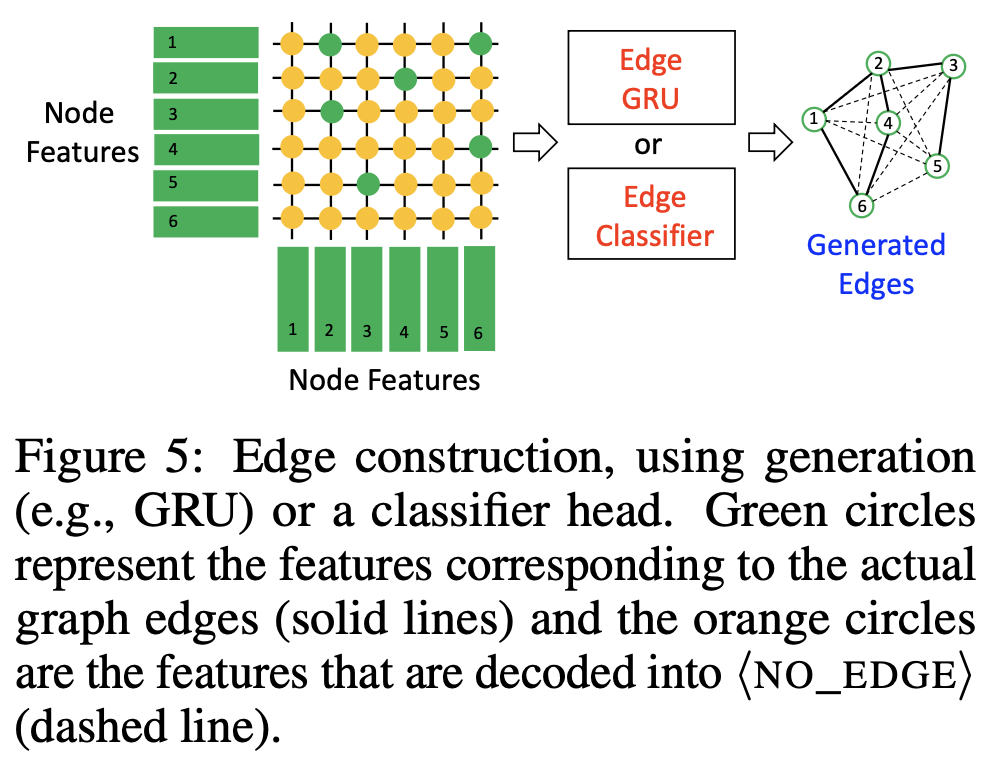 Node
Features
1
2
3
4
5
6
1
2
3
4
5
6
Node Features
Edge
GRU
or
Edge
Classifier
1
2
3
4
5
6
Generated
Edges
Figure 5: Edge construction, using generation
(e.g., GRU) or a classifier head. Green circles
represent the features corresponding to the actual
graph edges (solid lines) and the orange circles
are the features that are decoded into ⟨NO_EDGE⟩
(dashed line).